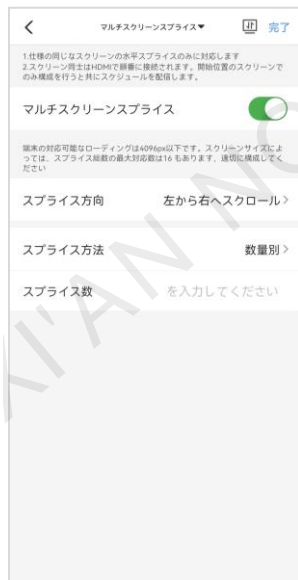 マルチスクリーンスプライス▼
完了
1.仕様の同じなスクリーンの水平スプライスのみに対応します
2.スクリーン同士はHDMIで順番に接続されます。開始位置のスクリーンで
のみ構成を行うと共にスケジュールを配信します。
マルチスクリーンスプライス
端末の対応可能なローディングは4096px以下です。スクリーンサイズによ
っては、スプライス総数の最大対応数は16 もあります、適切に構成してく
ださい
スプライス方向 左から右へスクロール
スプライス方法 数量別
スプライス数 を入力してください
XI'AN NO